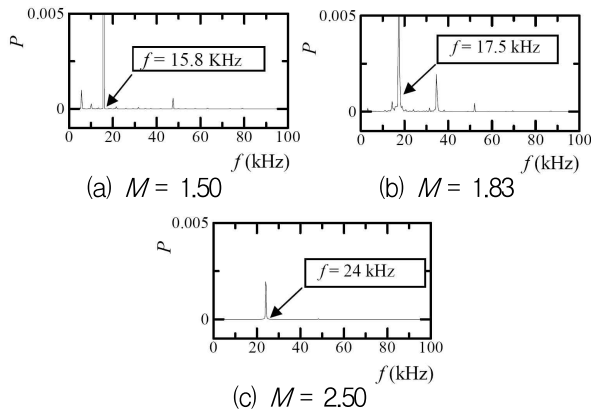 0.005
P
f = 15.8 KHz
0
0 20 40 60 80 100
f (kHz)
(a) M = 1.50
0.005
P
f = 17.5 kHz
0
0 20 40 60 80 100
f (kHz)
(b) M = 1.83
0.005
P
f = 24 kHz
0
0 20 40 60 80 100
f (kHz)
(c) M = 2.50